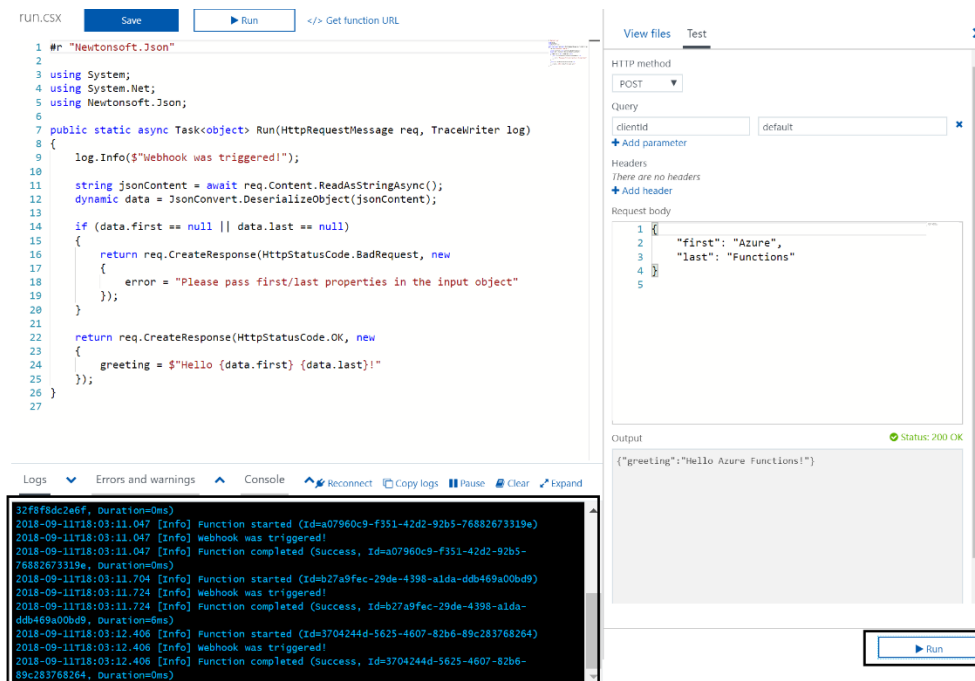 run.csx Save Run </> Get function URL
1 #r "Newtonsoft.Json"
2
3 using System;
4 using System.Net;
5 using Newtonsoft.Json;
6
7 public static async Task<object> Run(HttpRequestMessage req, TraceWriter log)
8 {
9 log.Info($"Webhook was triggered!");
10
11 string jsonContent = await req.Content.ReadAsStringAsync();
12 dynamic data = JsonConvert.DeserializeObject(jsonContent);
13
14 if (data.first == null || data.last == null)
15 {
16 return req.CreateResponse(HttpStatusCode.BadRequest, new
17 {
18 error = "Please pass first/last properties in the input object"
19 });
20 }
21
22 return req.CreateResponse(HttpStatusCode.OK, new
23 {
24 greeting = $"Hello {data.first} {data.last}!"
25 });
26 }
27
Logs Errors and warnings Console Reconnect Copy logs Pause Clear Expand
32f8f8dc2e6f, Duration=0ms)
2018-09-11T18:03:11.047 [Info] Function started (Id=a07960c9-f351-42d2-92b5-76882673319e)
2018-09-11T18:03:11.047 [Info] Webhook was triggered!
2018-09-11T18:03:11.047 [Info] Function completed (Success, Id=a07960c9-f351-42d2-92b5-
76882673319e, Duration=0ms)
2018-09-11T18:03:11.704 [Info] Function started (Id=b27a9fec-29de-4398-a1da-ddb469a00bd9)
2018-09-11T18:03:11.724 [Info] Webhook was triggered!
2018-09-11T18:03:11.724 [Info] Function completed (Success, Id=b27a9fec-29de-4398-a1da-
ddb469a00bd9, Duration=6ms)
2018-09-11T18:03:12.406 [Info] Function started (Id=3704244d-5625-4607-82b6-89c283768264)
2018-09-11T18:03:12.406 [Info] Webhook was triggered!
2018-09-11T18:03:12.406 [Info] Function completed (Success, Id=3704244d-5625-4607-82b6-
89c283768264, Duration=0ms)
View files Test
HTTP method
POST
Query
clientId default
Add parameter
Headers
There are no headers
Add header
Request body
1 {
2 "first": "Azure",
3 "last": "Functions"
4 }
5
Output Status: 200 OK
{"greeting":"Hello Azure Functions!"}
Run